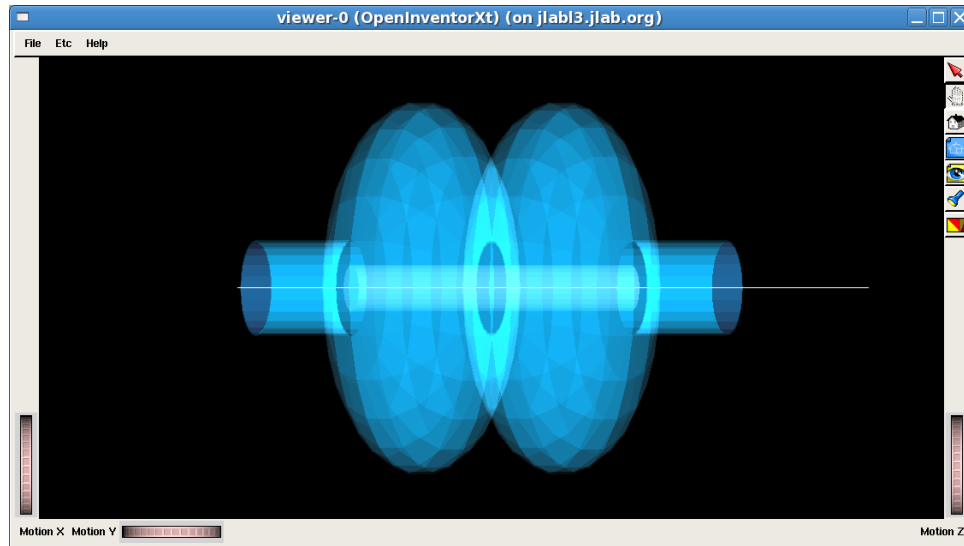 viewer-0 (OpenInventorXt) (on jlabl3.jlab.org)
File Etc Help
Motion X Motion Y Motion Z